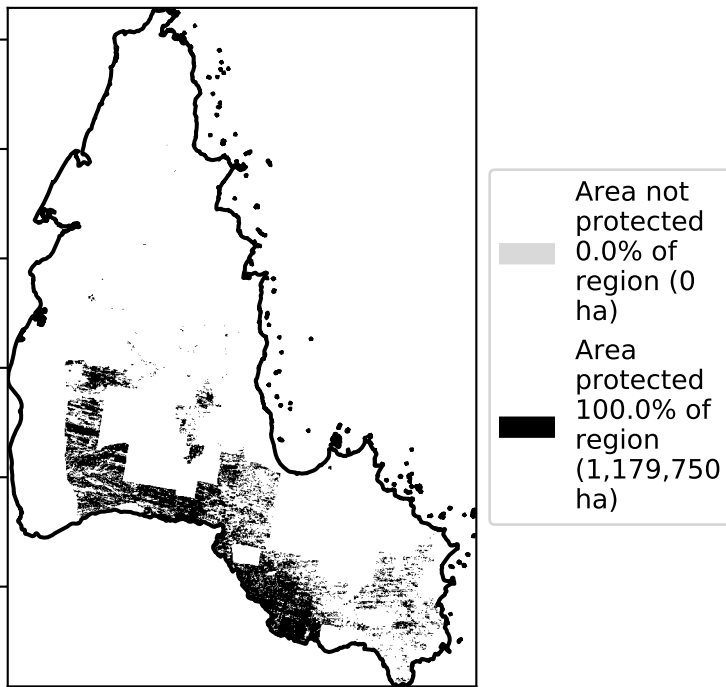 Area not
protected
0.0% of
region (0
ha)
Area
protected
100.0% of
region
(1,179,750
ha)